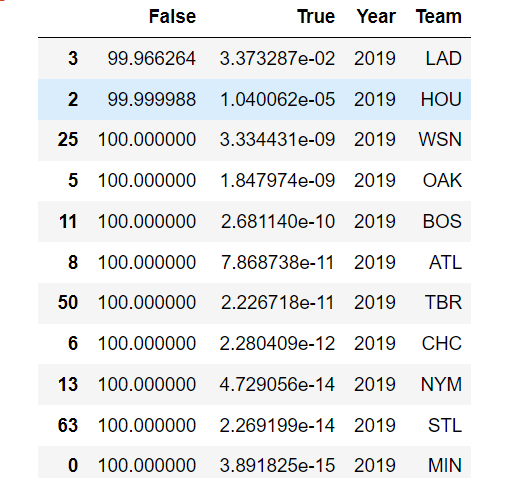 False True Year Team
3 99.966264 3.373287e-02 2019 LAD
2 99.999988 1.040062e-05 2019 HOU
25 100.000000 3.334431e-09 2019 WSN
5 100.000000 1.847974e-09 2019 OAK
11 100.000000 2.681140e-10 2019 BOS
8 100.000000 7.868738e-11 2019 ATL
50 100.000000 2.226718e-11 2019 TBR
6 100.000000 2.280409e-12 2019 CHC
13 100.000000 4.729056e-14 2019 NYM
63 100.000000 2.269199e-14 2019 STL
0 100.000000 3.891825e-15 2019 MIN